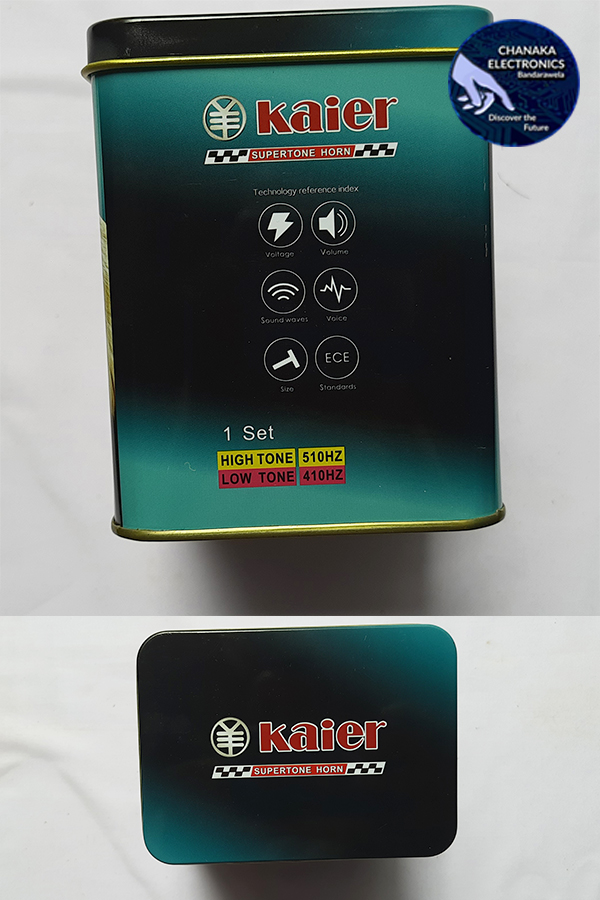 CHANAKA
ELECTRONICS
Bandarawela
Discover the
Future
Kaier
SUPERTONE HORN
Technology reference index
Voltage Volume
Sound waves Voice
ECE
Size Standards
1 Set
HIGH TONE 510HZ
LOW TONE 410HZ
Kaier
SUPERTONE HORN